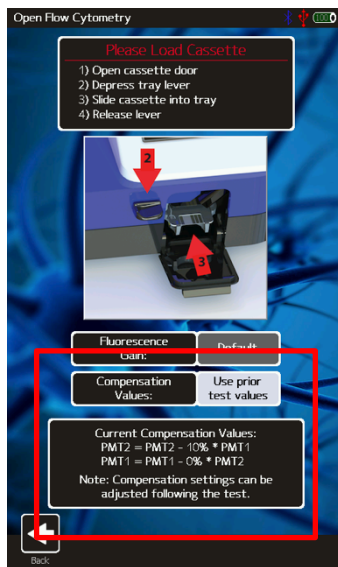 Open Flow Cytometry
100
Please Load Cassette
1) Open cassette door
2) Depress tray lever
3) Slide cassette into tray
4) Release lever
2
3
Fluorescence Gain:
Default
Compensation Values:
Use prior test values
Current Compensation Values:
PMT2 = PMT2 - 10% * PMT1
PMT1 = PMT1 - 0% * PMT2
Note: Compensation settings can be
adjusted following the test.
Back